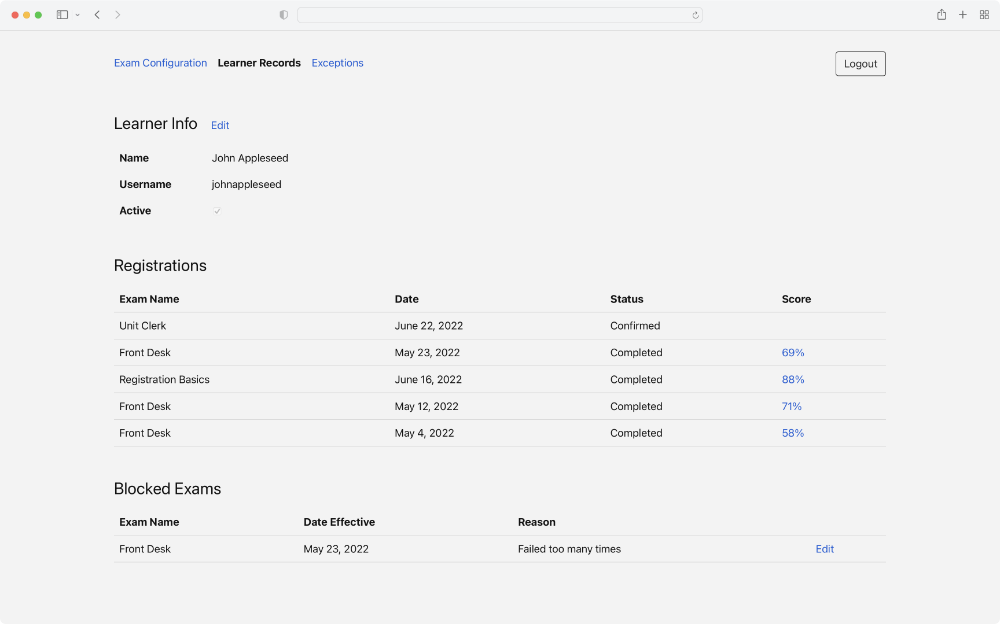 Exam Configuration Learner Records Exceptions Logout
Learner Info Edit
Name John Appleseed
Username johnappleseed
Active
Registrations
Exam Name Date Status Score
Unit Clerk June 22, 2022 Confirmed
Front Desk May 23, 2022 Completed 69%
Registration Basics June 16, 2022 Completed 88%
Front Desk May 12, 2022 Completed 71%
Front Desk May 4, 2022 Completed 58%
Blocked Exams
Exam Name Date Effective Reason
Front Desk May 23, 2022 Failed too many times Edit